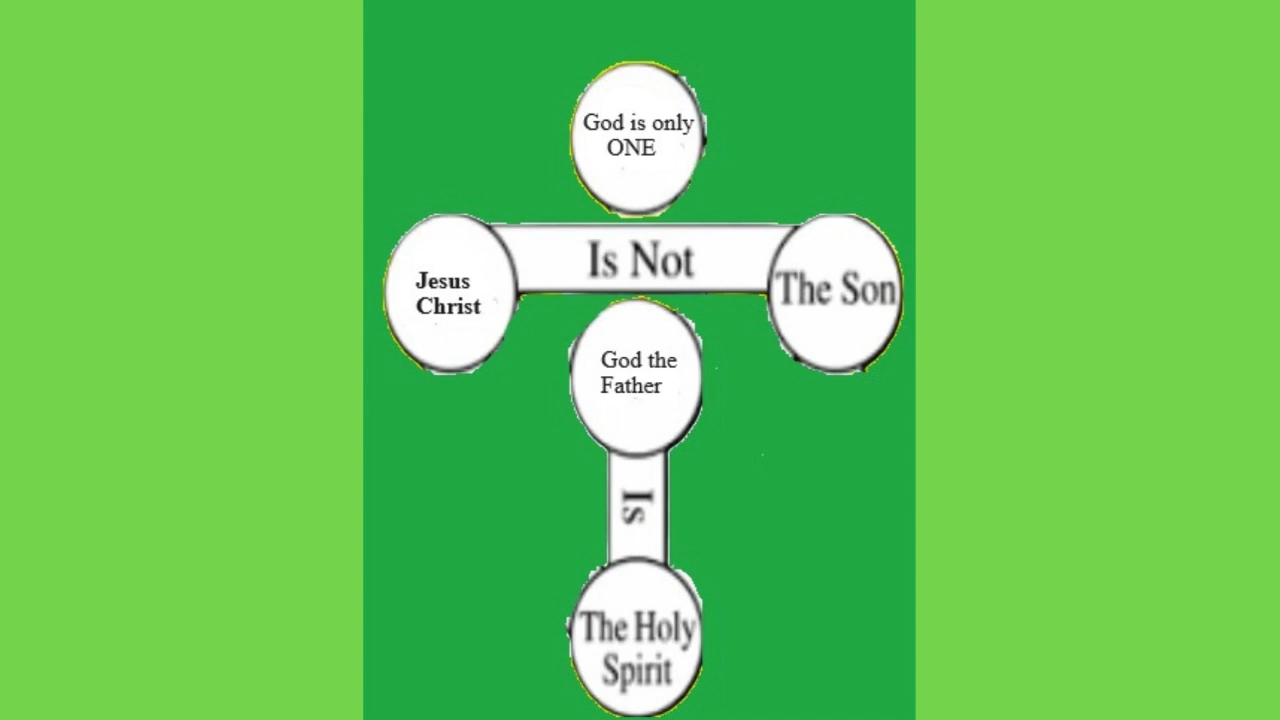 God is only
ONE
Is Not
Jesus
Christ
The Son
God the
Father
Is
The Holy
Spirit